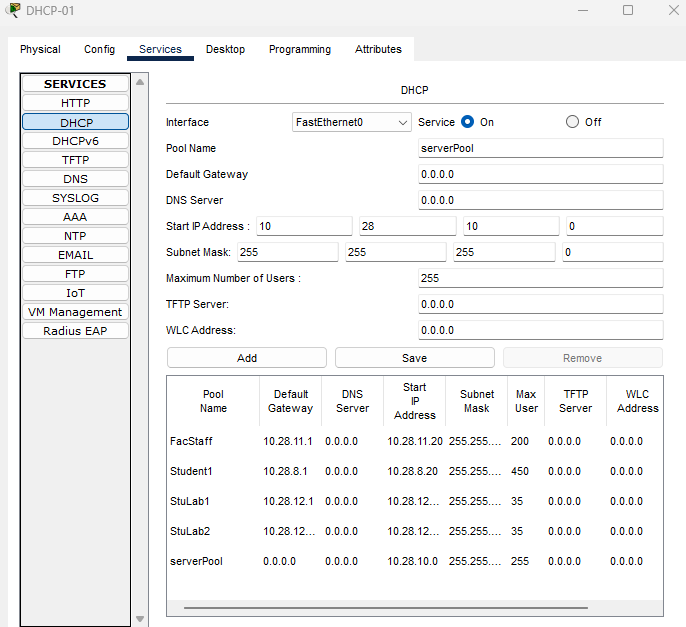 DHCP-01
Physical Config Services Desktop Programming Attributes
SERVICES
HTTP
DHCP
DHCPv6
TFTP
DNS
SYSLOG
AAA
NTP
EMAIL
FTP
IoT
VM Management
Radius EAP
DHCP
Interface FastEthernet0 Service On Off
Pool Name serverPool
Default Gateway 0.0.0.0
DNS Server 0.0.0.0
Start IP Address : 10 28 10 0
Subnet Mask: 255 255 255 0
Maximum Number of Users : 255
TFTP Server: 0.0.0.0
WLC Address: 0.0.0.0
Add Save Remove
Pool Name Default Gateway DNS Server Start IP Address Subnet Mask Max User TFTP Server WLC Address
FacStaff 10.28.11.1 0.0.0.0 10.28.11.20 255.255.... 200 0.0.0.0 0.0.0.0
Student1 10.28.8.1 0.0.0.0 10.28.8.20 255.255.... 450 0.0.0.0 0.0.0.0
StuLab1 10.28.12.1 0.0.0.0 10.28.12... 255.255.... 35 0.0.0.0 0.0.0.0
StuLab2 10.28.12... 0.0.0.0 10.28.12... 255.255.... 35 0.0.0.0 0.0.0.0
serverPool 0.0.0.0 0.0.0.0 10.28.10.0 255.255.... 255 0.0.0.0 0.0.0.0